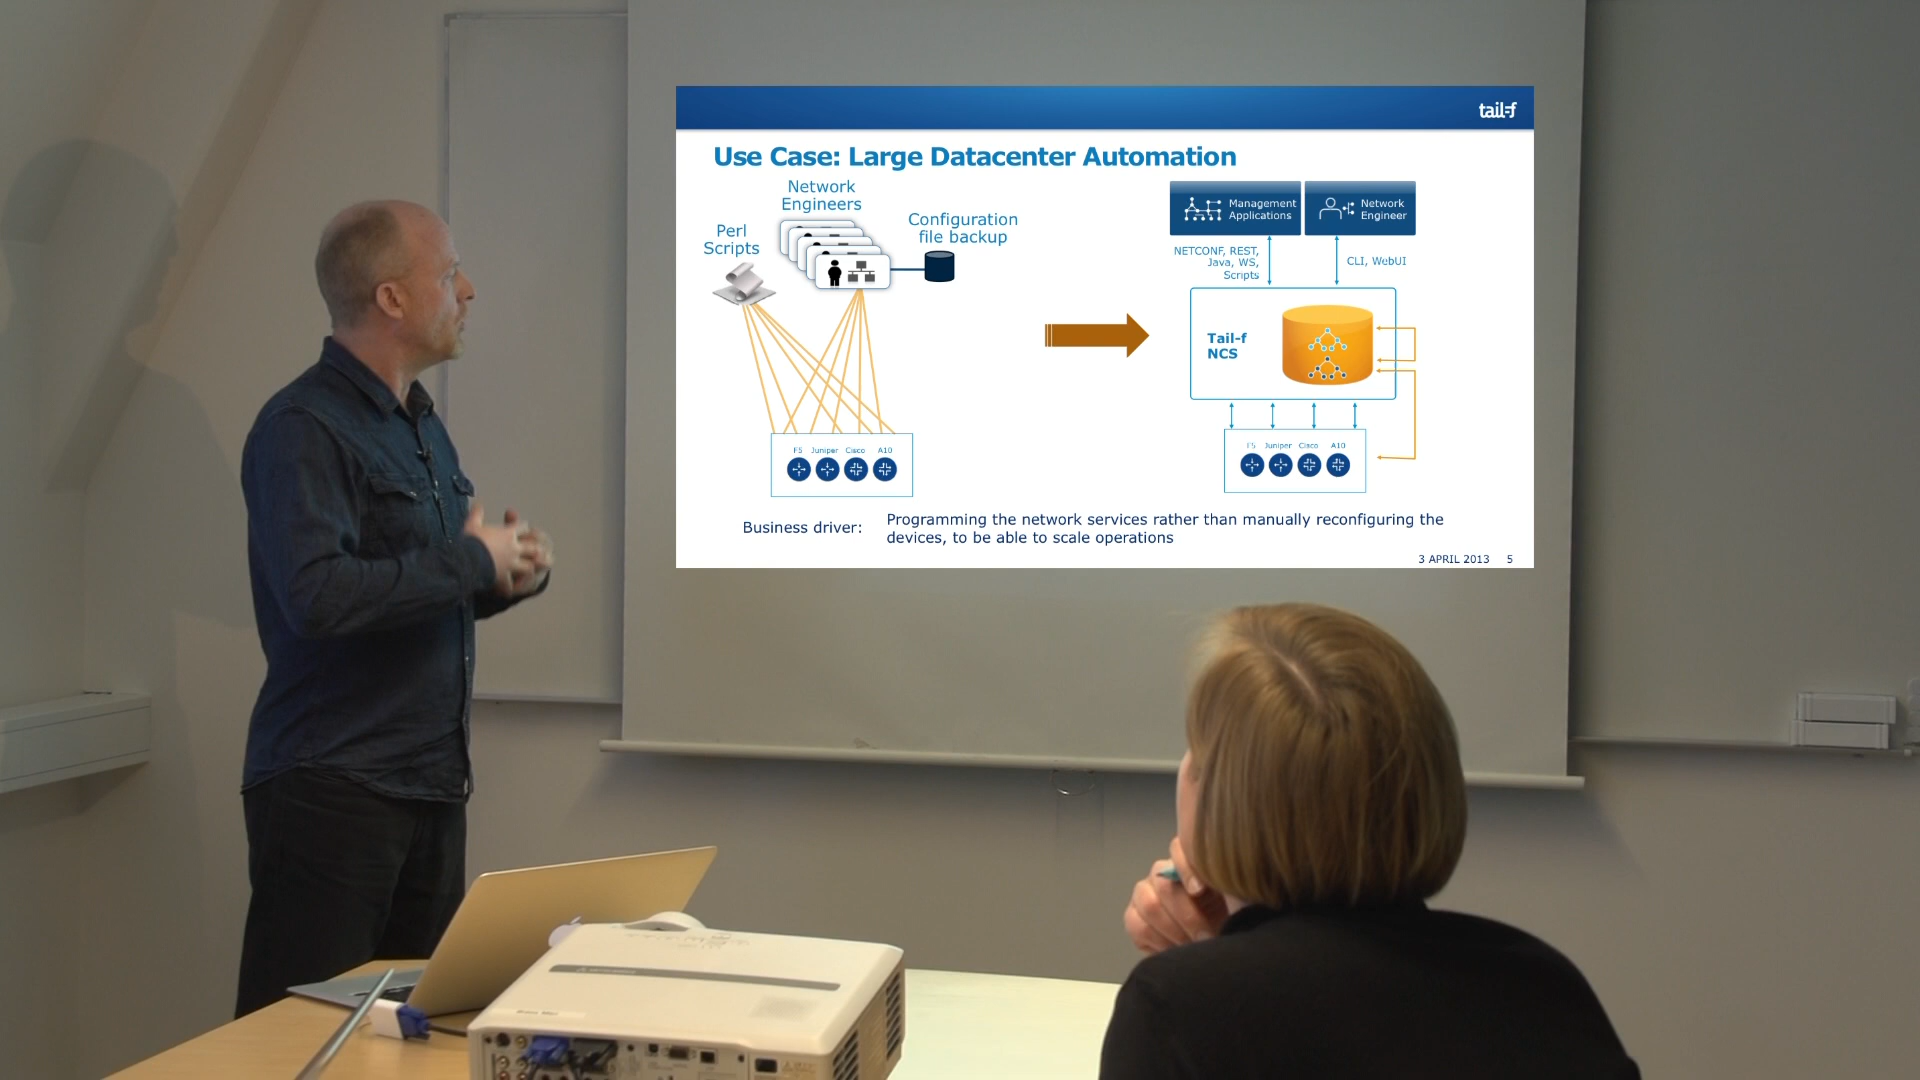 tail-f
Use Case: Large Datacenter Automation
Network
Engineers
Perl
Scripts
Configuration
file backup
F5 Juniper Cisco A10
Management
Applications
Network
Engineer
NETCONF, REST,
Java, WS,
Scripts
CLI, WebUI
Tail-f
NCS
F5 Juniper Cisco A10
Business driver:
Programming the network services rather than manually reconfiguring the
devices, to be able to scale operations
3 APRIL 2013 5